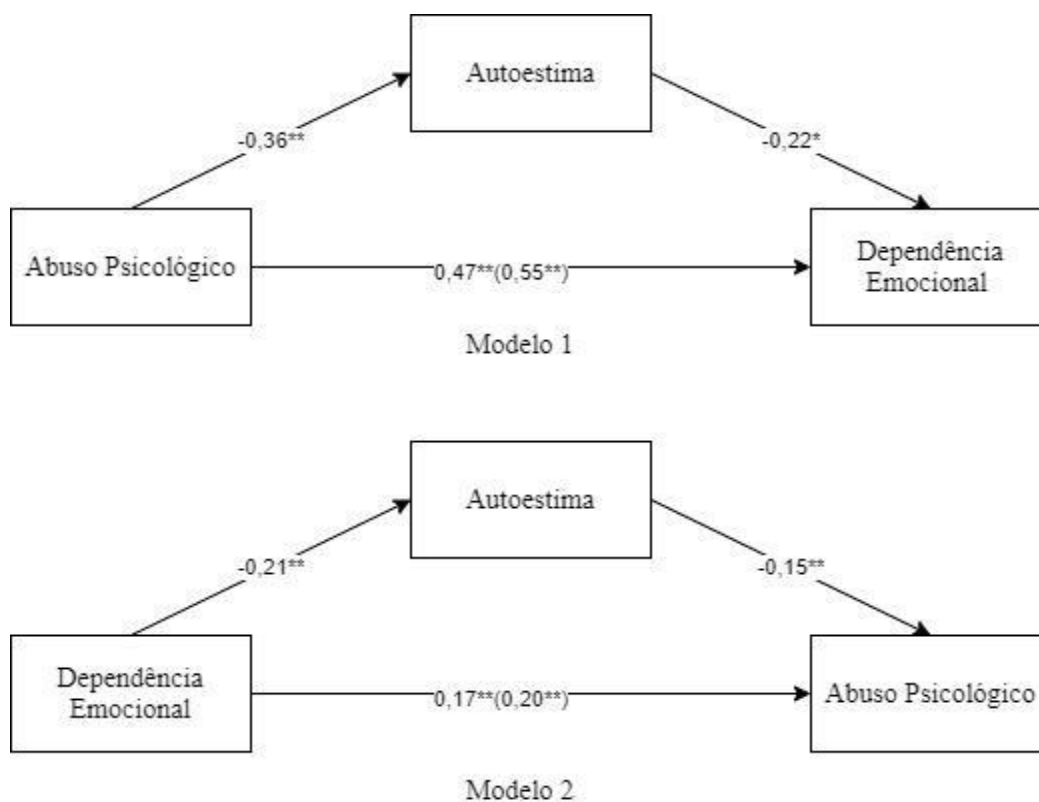 Autoestima
-0,36**
-0,22*
Abuso Psicológico
0,47**(0,55**)
Dependência
Emocional
Modelo 1
Autoestima
-0,21**
-0,15**
Dependência
Emocional
0,17**(0,20**)
Abuso Psicológico
Modelo 2